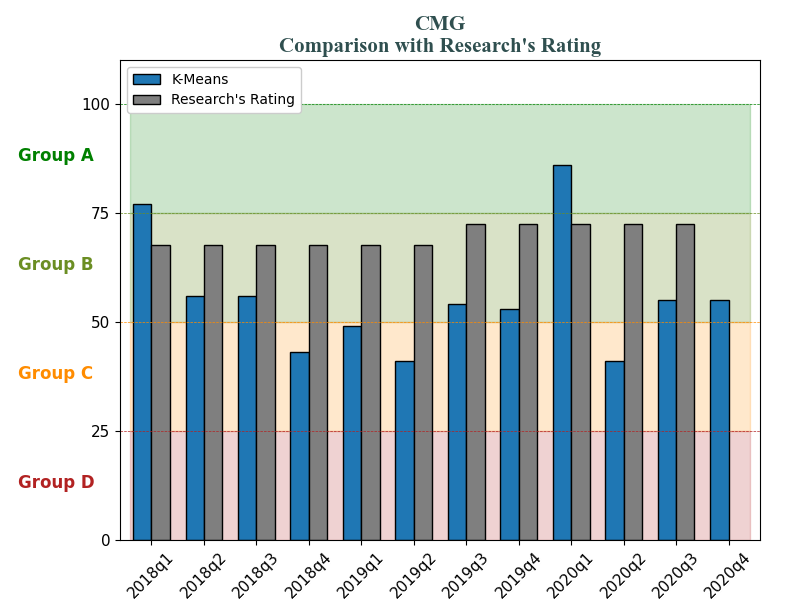 CMG
Comparison with Research's Rating
K-Means
Research's Rating
100
Group A
75
Group B
50
Group C
25
Group D
0
2018q1
2018q2
2018q3
2018q4
2019q1
2019q2
2019q3
2019q4
2020q1
2020q2
2020q3
2020q4